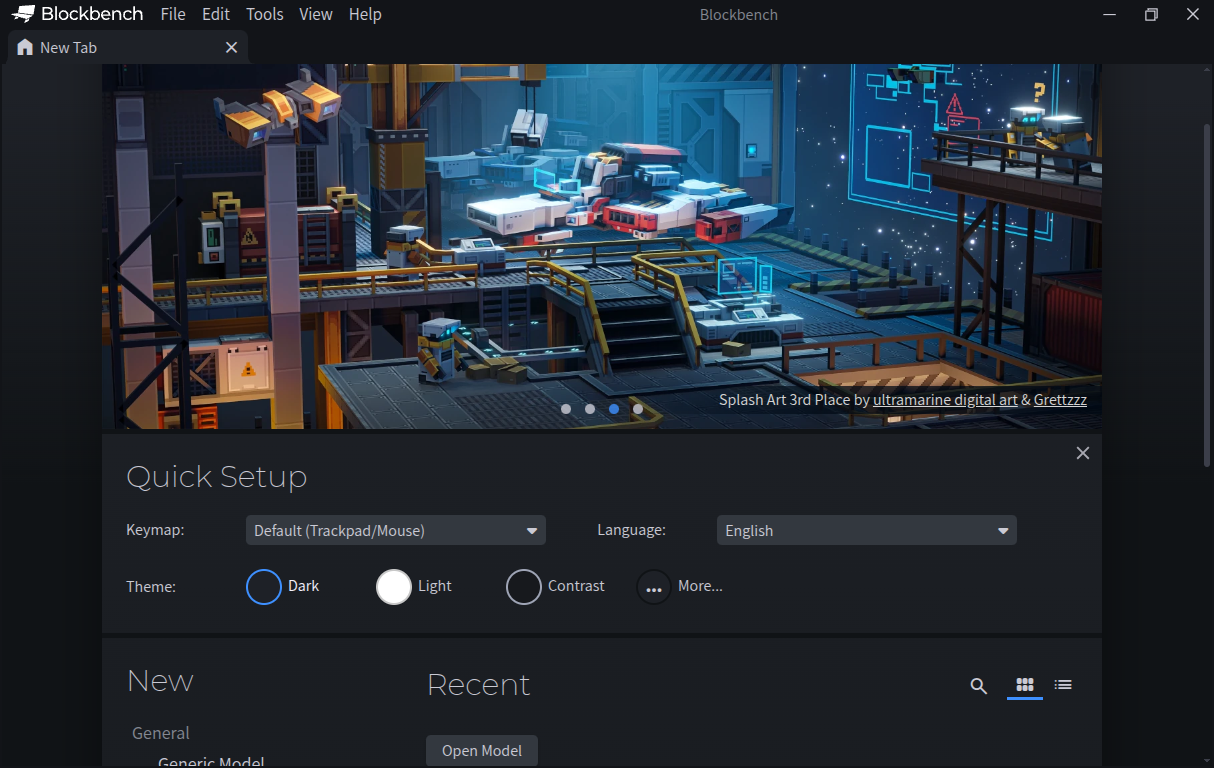 Blockbench File Edit Tools View Help Blockbench
New Tab
?
Splash Art 3rd Place by ultramarine digital art & Grettzzz
Quick Setup
Keymap: Default (Trackpad/Mouse) Language: English
Theme: Dark Light Contrast More...
New Recent
General
Generic Model
Open Model